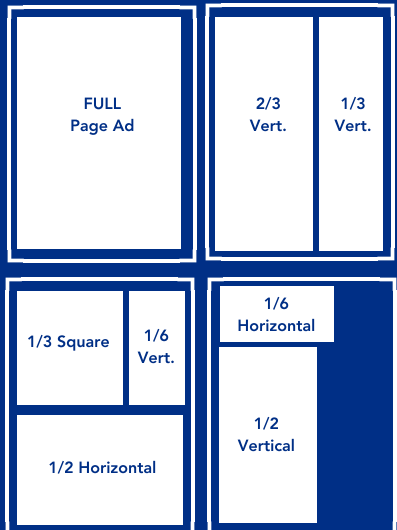 FULL
Page Ad
2/3
Vert.
1/3
Vert.
1/3 Square
1/6
Vert.
1/2 Horizontal
1/6
Horizontal
1/2
Vertical